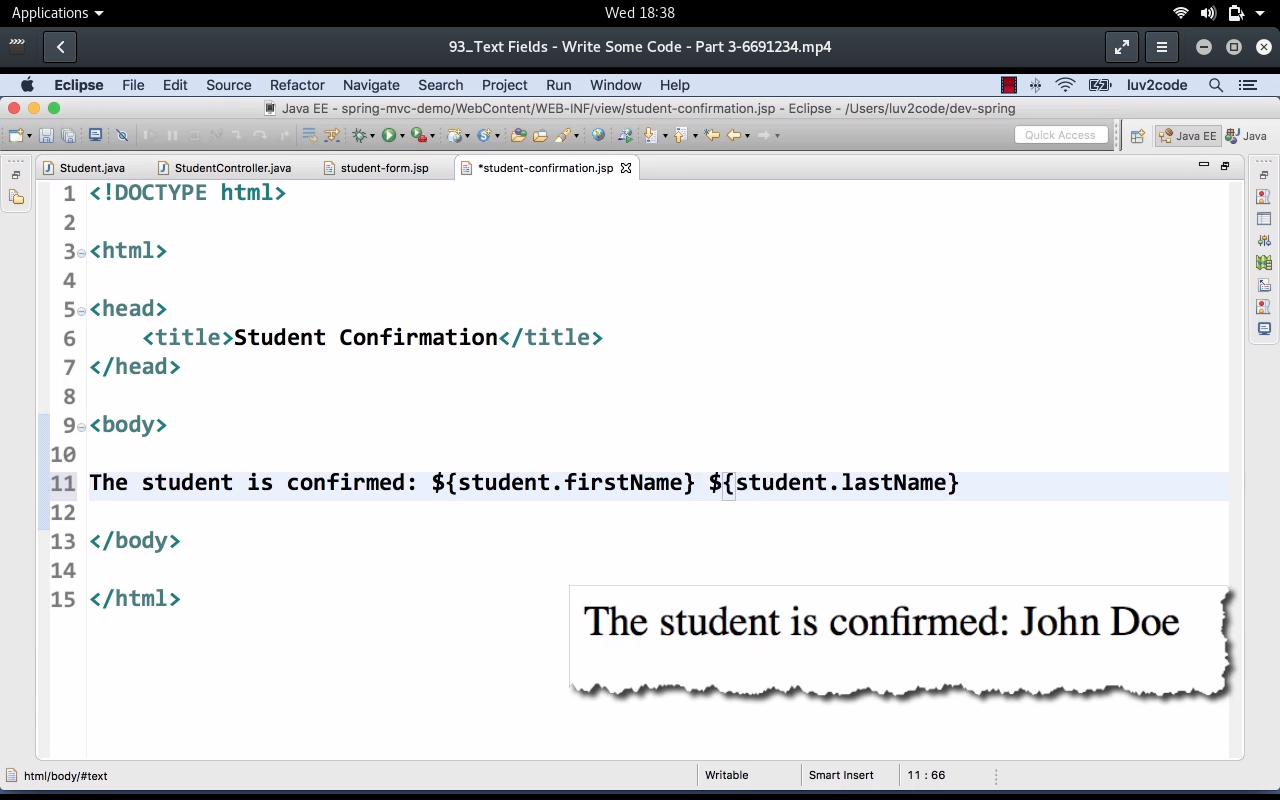 Applications
Wed 18:38
93_Text Fields - Write Some Code - Part 3-6691234.mp4
Eclipse File Edit Source Refactor Navigate Search Project Run Window Help luv2code
Java EE - spring-mvc-demo/WebContent/WEB-INF/view/student-confirmation.jsp - Eclipse - /Users/luv2code/dev-spring
Quick Access Java EE Java
Student.java StudentController.java student-form.jsp *student-confirmation.jsp
1 <!DOCTYPE html>
2
3 <html>
4
5 <head>
6 <title>Student Confirmation</title>
7 </head>
8
9 <body>
10
11 The student is confirmed: ${student.firstName} ${student.lastName}
12
13 </body>
14
15 </html>
The student is confirmed: John Doe
html/body/#text Writable Smart Insert 11 : 66